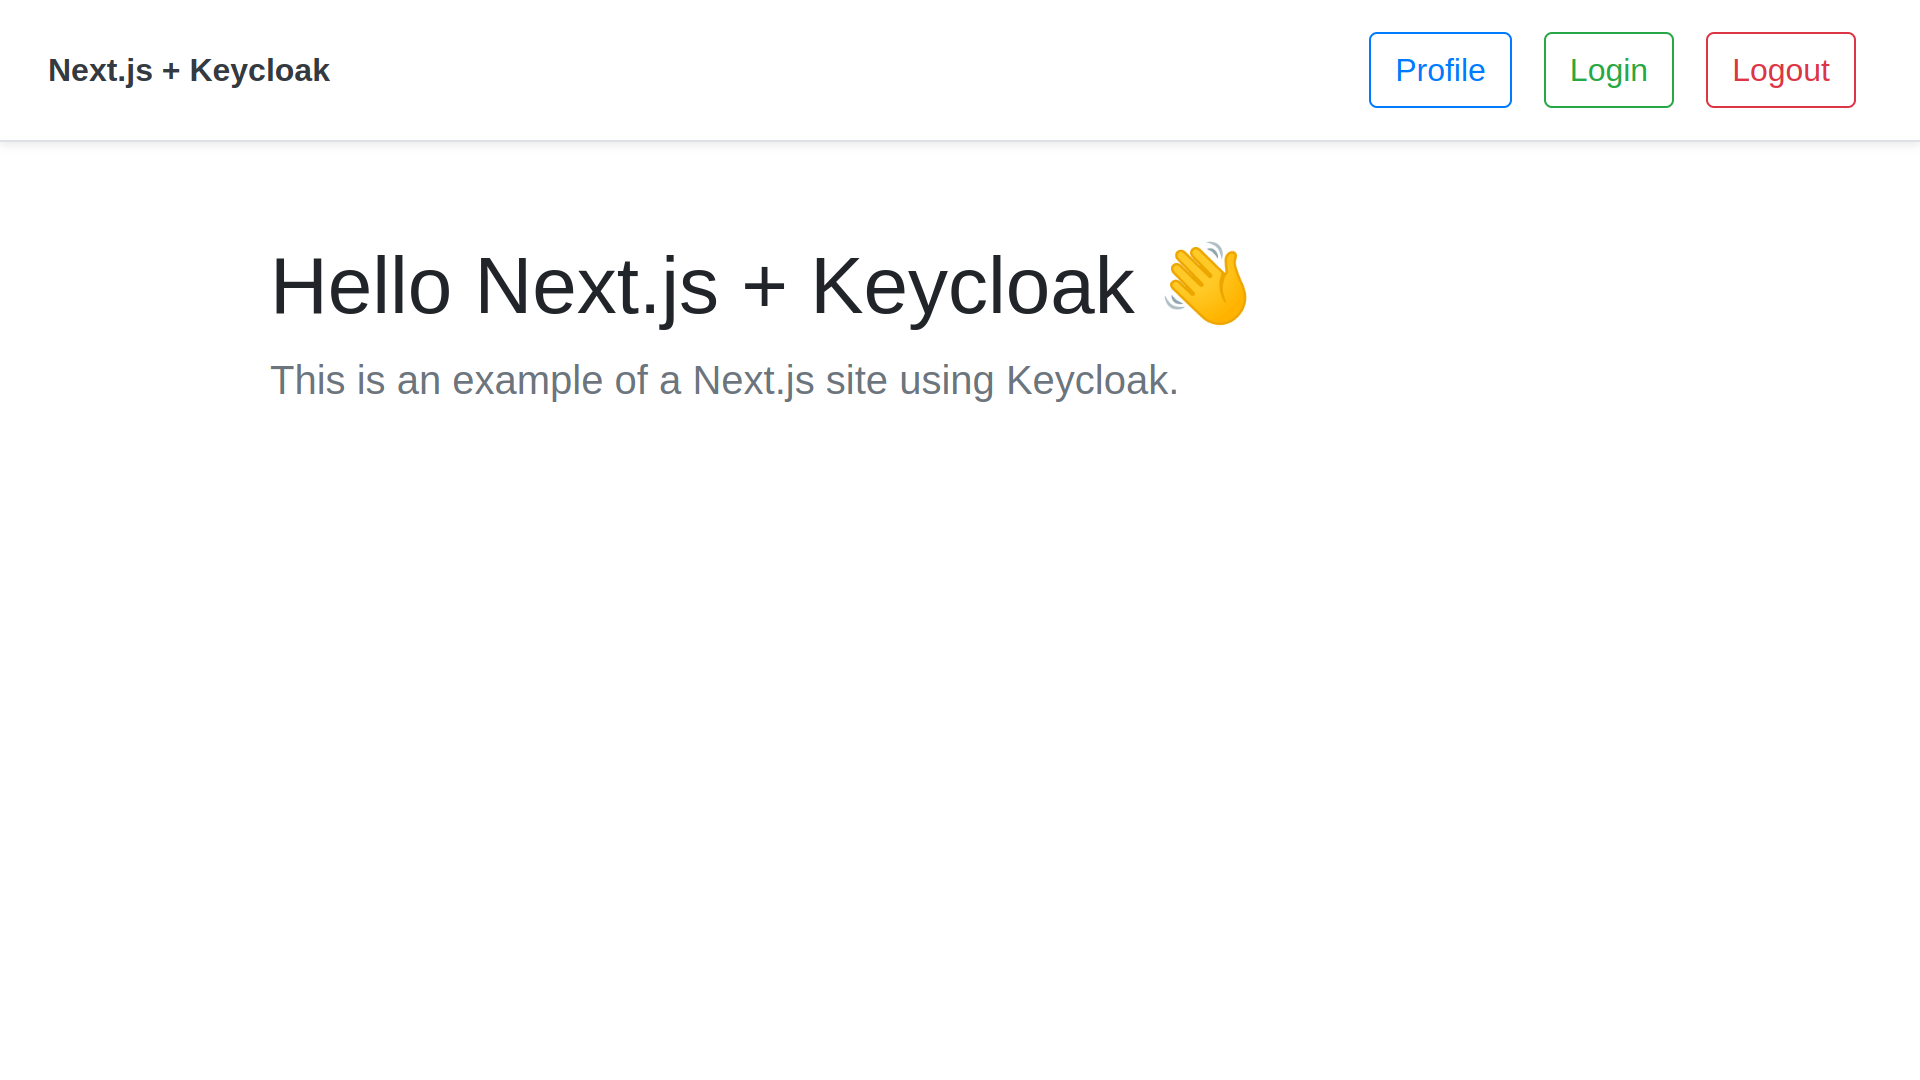 Next.js + Keycloak
Profile
Login
Logout
Hello Next.js + Keycloak 👋
This is an example of a Next.js site using Keycloak.